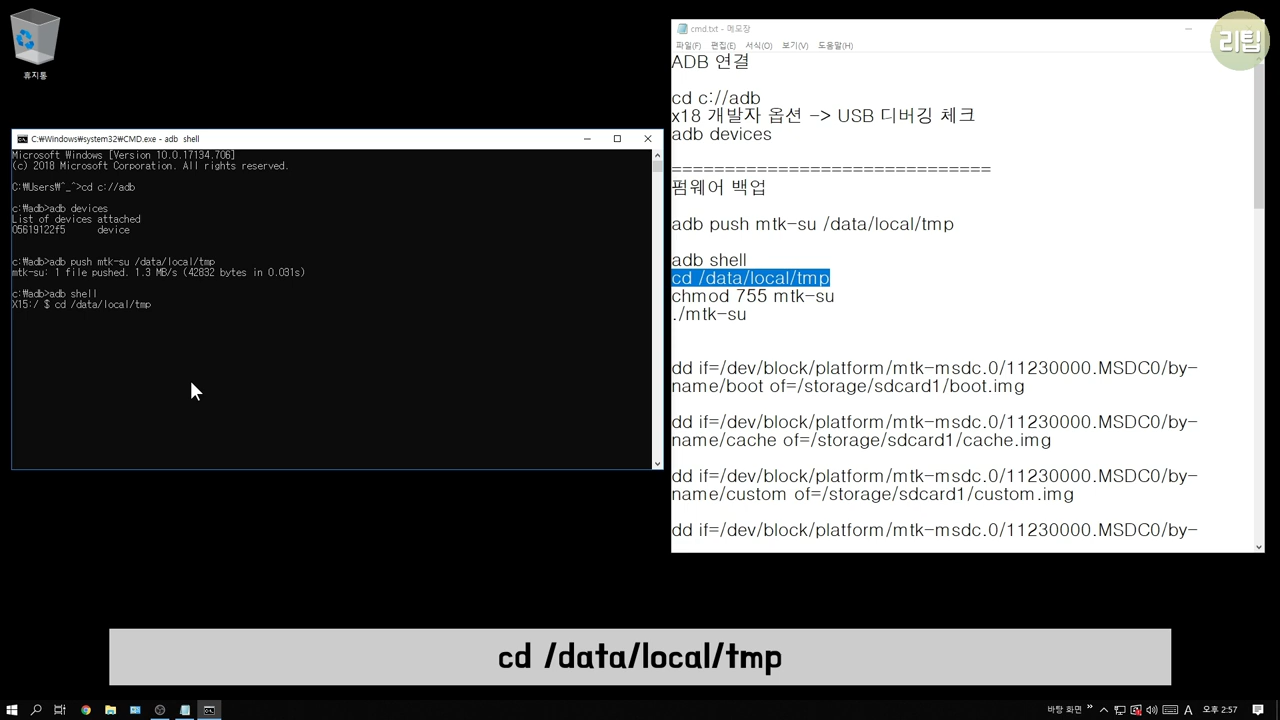 휴지통
C:₩Windows₩system32₩CMD.exe - adb  shell
Microsoft Windows [Version 10.0.17134.706]
(c) 2018 Microsoft Corporation. All rights reserved.
C:₩Users₩^_^>cd c://adb
c:₩adb>adb devices
List of devices attached
05619122f5      device
c:₩adb>adb push mtk-su /data/local/tmp
mtk-su: 1 file pushed. 1.3 MB/s (42832 bytes in 0.031s)
c:₩adb>adb shell
X15:/ $ cd /data/local/tmp
cmd.txt - 메모장
파일(F) 편집(E) 서식(O) 보기(V) 도움말(H)
리팁
ADB 연결
cd c://adb
x18 개발자 옵션 -> USB 디버깅 체크
adb devices
==============================
펌웨어 백업
adb push mtk-su /data/local/tmp
adb shell
cd /data/local/tmp
chmod 755 mtk-su
./mtk-su
dd if=/dev/block/platform/mtk-msdc.0/11230000.MSDC0/by-
name/boot of=/storage/sdcard1/boot.img
dd if=/dev/block/platform/mtk-msdc.0/11230000.MSDC0/by-
name/cache of=/storage/sdcard1/cache.img
dd if=/dev/block/platform/mtk-msdc.0/11230000.MSDC0/by-
name/custom of=/storage/sdcard1/custom.img
dd if=/dev/block/platform/mtk-msdc.0/11230000.MSDC0/by-
cd /data/local/tmp
바탕 화면 » A 오후 2:57